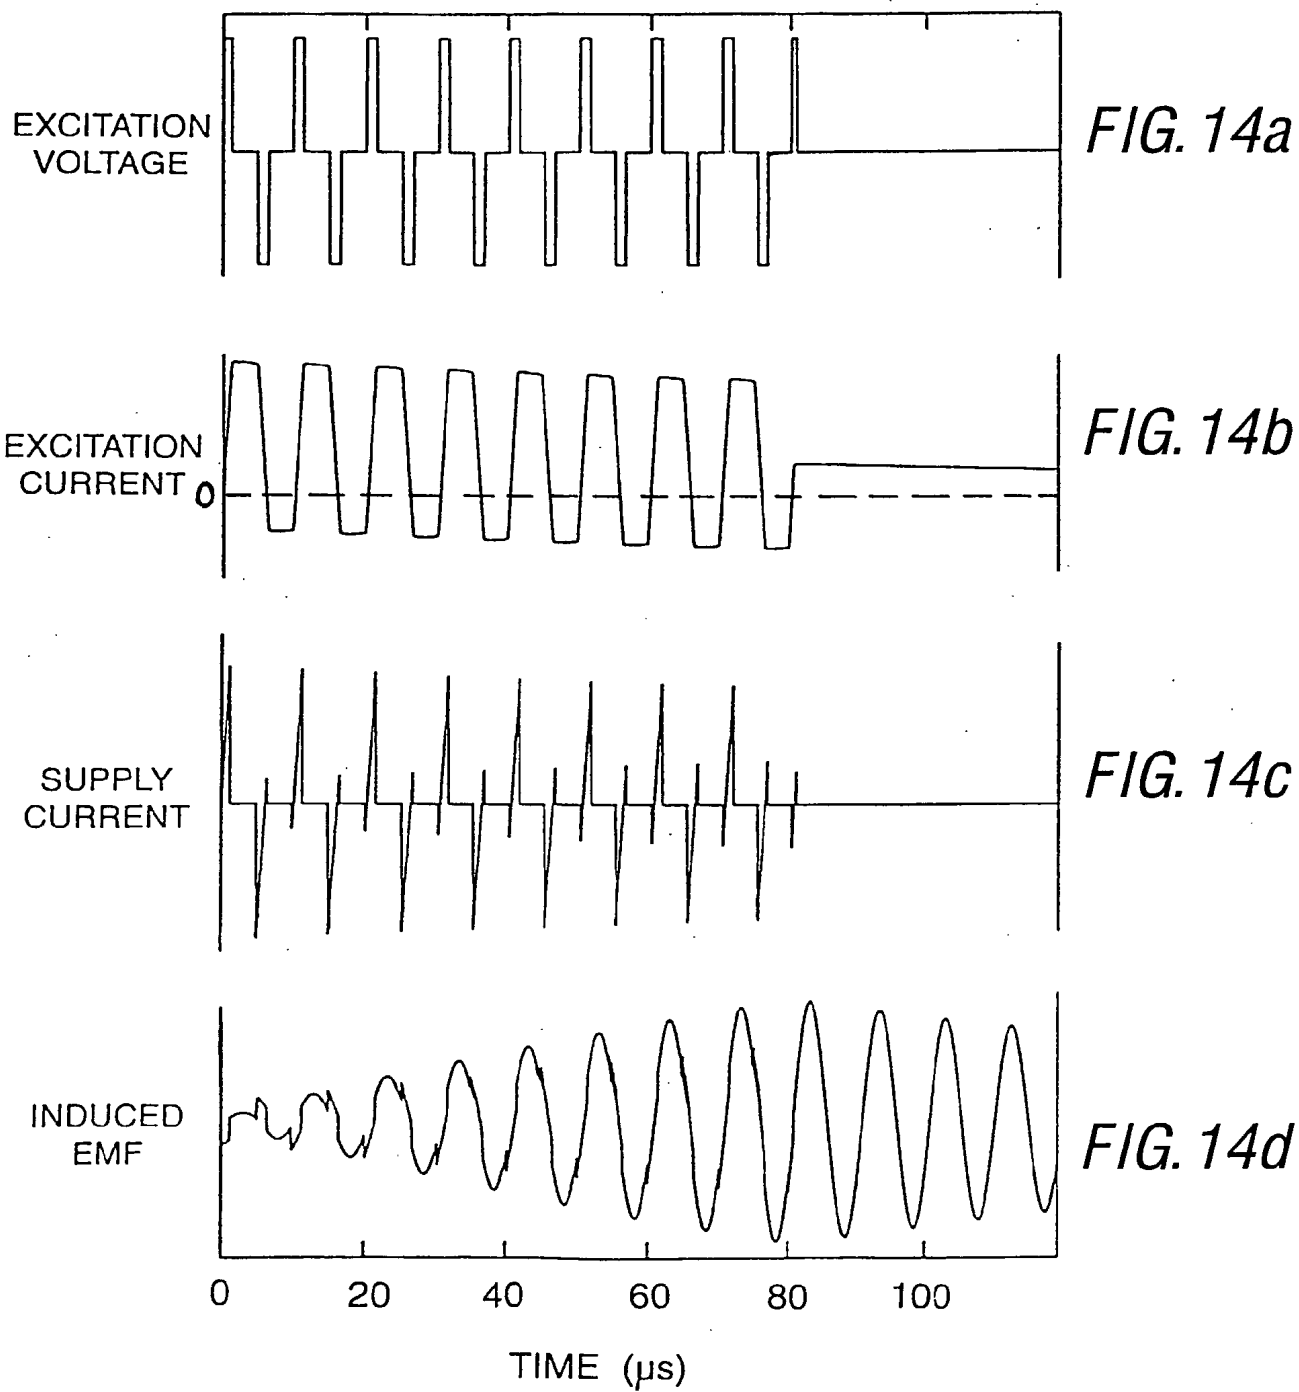 EXCITATION
VOLTAGE
FIG. 14a
EXCITATION
CURRENT
0
FIG. 14b
SUPPLY
CURRENT
FIG. 14c
INDUCED
EMF
FIG. 14d
0 20 40 60 80 100
TIME (µs)